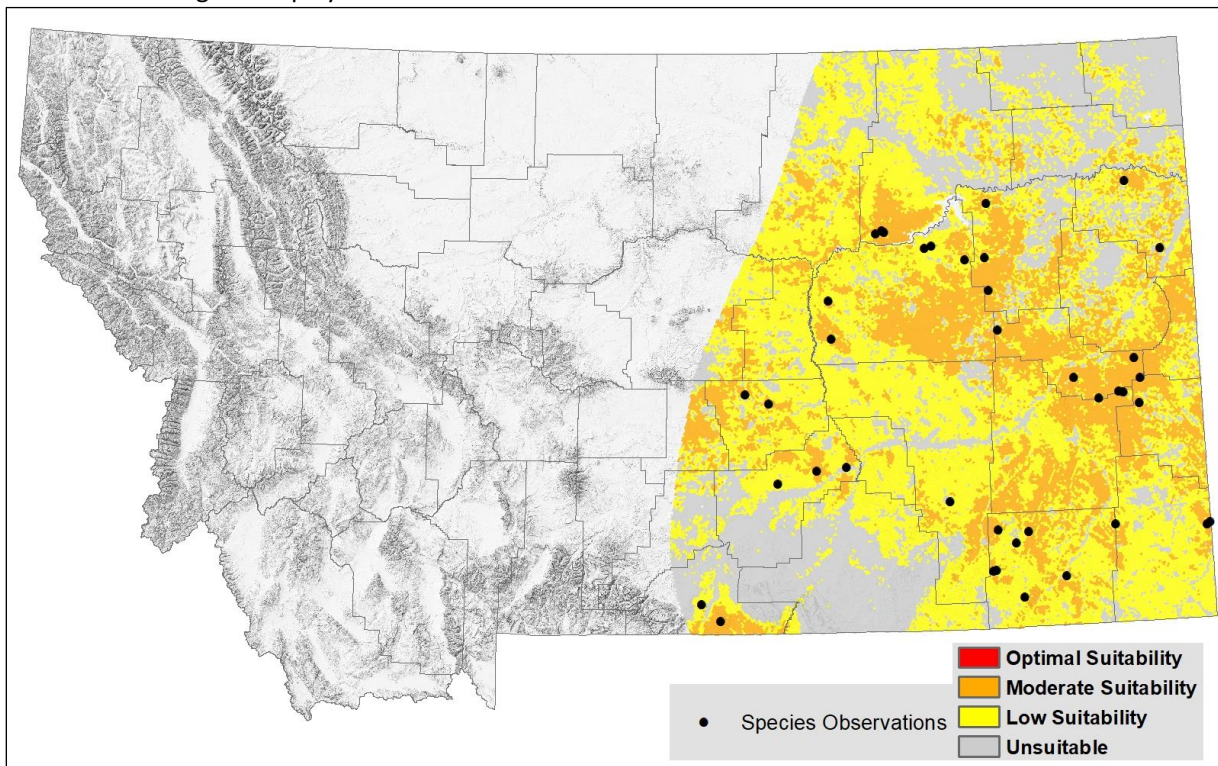 Optimal Suitability
Moderate Suitability
Species Observations
Low Suitability
Unsuitable